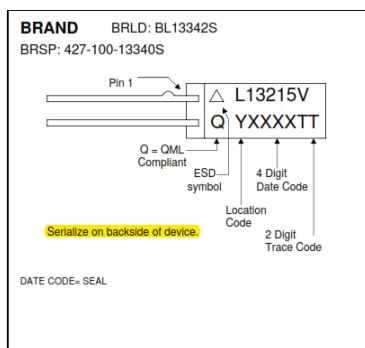 BRAND BRLD: BL13342S
BRSP: 427-100-13340S
Pin 1
L13215V
Q YXXXXTT
Q = QML
Compliant
ESD
symbol
4 Digit
Date Code
Location
Code
2 Digit
Trace Code
Serialize on backside of device.
DATE CODE= SEAL